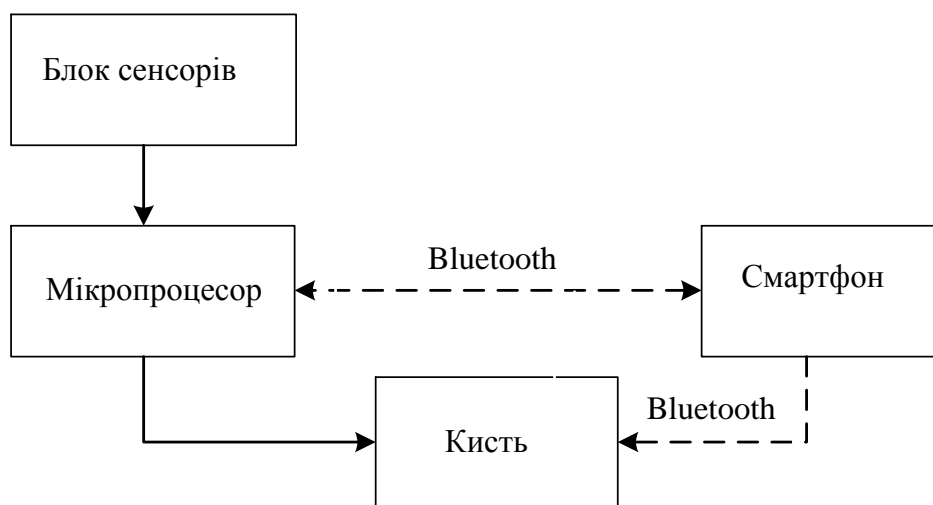 Блок сенсорів
Bluetooth
Мікропроцесор
Смартфон
Bluetooth
Кисть